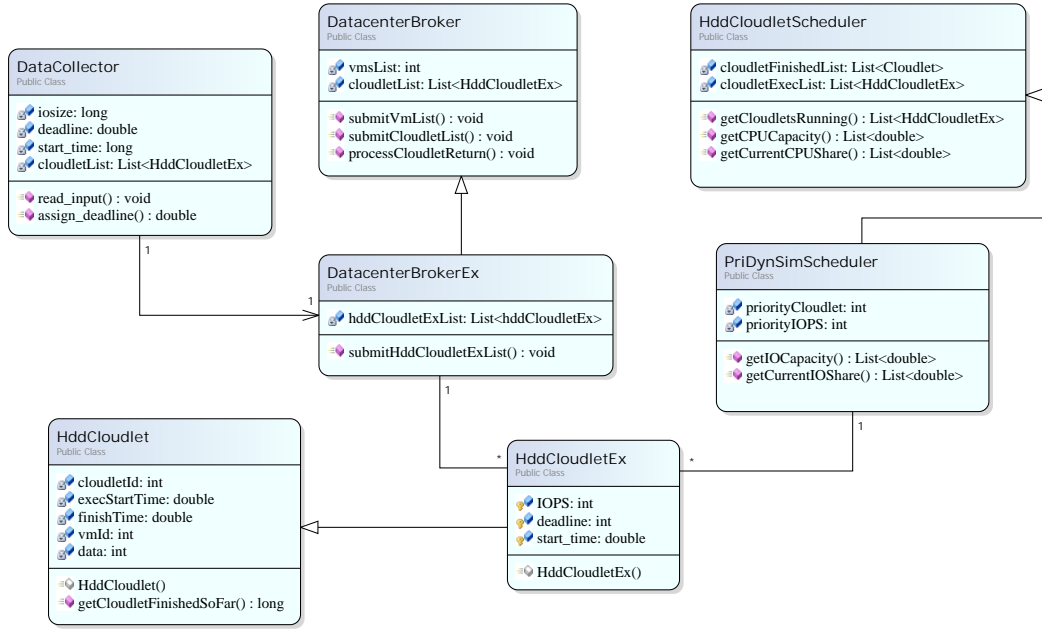 DataCollector
Public Class
iosize: long
deadline: double
start_time: long
cloudletList: List<HddCloudletEx>
read_input() : void
assign_deadline() : double
DatacenterBroker
Public Class
vmsList: int
cloudletList: List<HddCloudletEx>
submitVmList() : void
submitCloudletList() : void
processCloudletReturn() : void
HddCloudletScheduler
Public Class
cloudletFinishedList: List<Cloudlet>
cloudletExecList: List<HddCloudletEx>
getCloudletsRunning() : List<HddCloudletEx>
getCPUCapacity() : List<double>
getCurrentCPUShare() : List<double>
1
1
DatacenterBrokerEx
Public Class
hddCloudletExList: List<hddCloudletEx>
submitHddCloudletExList() : void
1
PriDynSimScheduler
Public Class
priorityCloudlet: int
priorityIOPS: int
getIOCapacity() : List<double>
getCurrentIOShare() : List<double>
1
HddCloudlet
Public Class
cloudletId: int
execStartTime: double
finishTime: double
vmId: int
data: int
HddCloudlet()
getCloudletFinishedSoFar() : long
*
HddCloudletEx
Public Class
IOPS: int
deadline: int
start_time: double
HddCloudletEx()
*